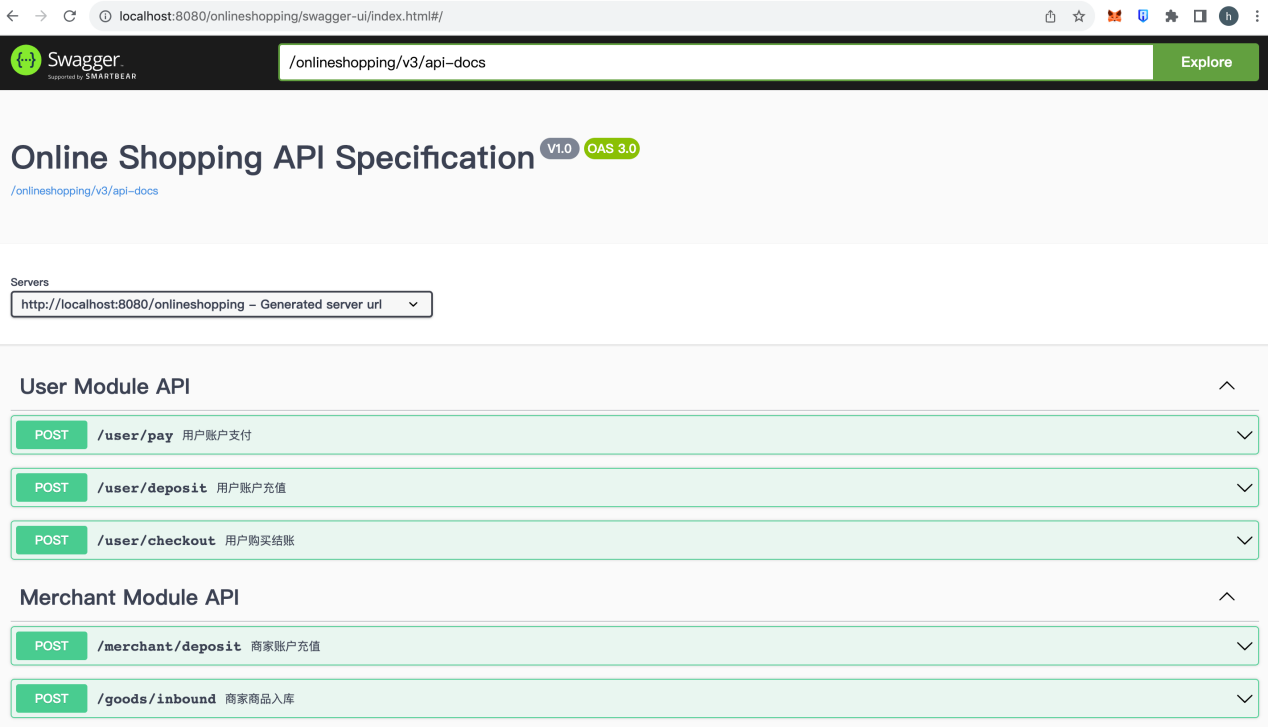 localhost:8080/onlineshopping/swagger-ui/index.html#/
h
{··} Swagger
Supported by SMARTBEAR
/onlineshopping/v3/api-docs
Explore
Online Shopping API Specification V1.0 OAS 3.0
/onlineshopping/v3/api-docs
Servers
http://localhost:8080/onlineshopping - Generated server url
User Module API
POST /user/pay 用户账户支付
POST /user/deposit 用户账户充值
POST /user/checkout 用户购买结账
Merchant Module API
POST /merchant/deposit 商家账户充值
POST /goods/inbound 商家商品入库